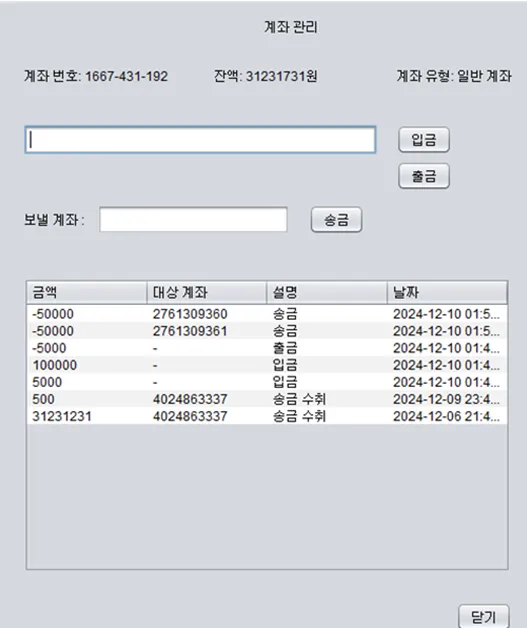 계좌 관리
계좌 번호: 1667-431-192 잔액: 31231731원 계좌 유형: 일반 계좌
입금
출금
보낼 계좌 : 송금
금액 대상 계좌 설명 날짜
-50000 2761309360 송금 2024-12-10 01:5...
-50000 2761309361 송금 2024-12-10 01:5...
-5000 - 출금 2024-12-10 01:4...
100000 - 입금 2024-12-10 01:4...
5000 - 입금 2024-12-10 01:4...
500 4024863337 송금 수취 2024-12-09 23:4...
31231231 4024863337 송금 수취 2024-12-06 21:4...
닫기